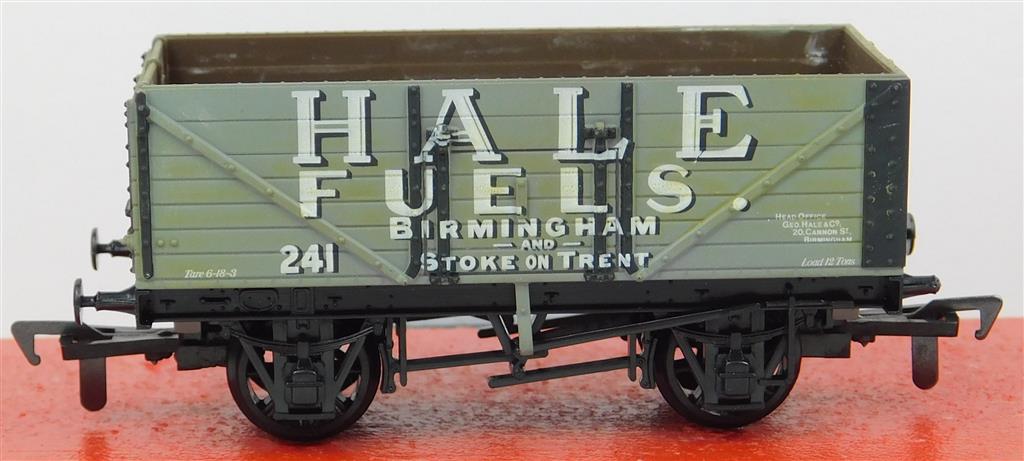 HALE
FUELS.
BIRMINGHAM
AND
STOKE ON TRENT
241
Tare 6-18-3
HEAD OFFICE
GEO. HALE & CO.
20, CANNON ST.,
BIRMINGHAM
Load 12 Tons